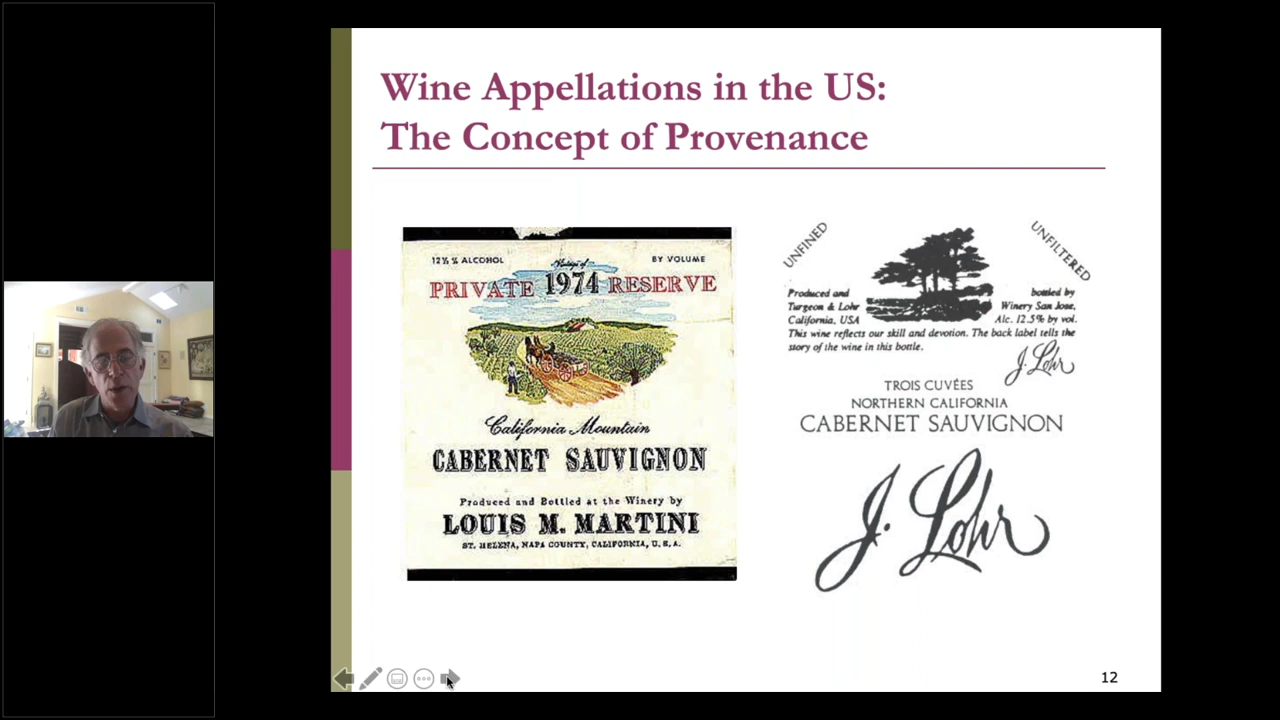 Wine Appellations in the US:
The Concept of Provenance
12½% ALCOHOL
BY VOLUME
Vintage of
PRIVATE 1974 RESERVE
California Mountain
CABERNET SAUVIGNON
Produced and Bottled at the Winery by
LOUIS M. MARTINI
ST. HELENA, NAPA COUNTY, CALIFORNIA, U.S.A.
UNFINED
UNFILTERED
Produced and bottled by
Turgeon & Lohr Winery San Jose,
California, USA Alc. 12.5% by vol.
This wine reflects our skill and devotion. The back label tells the
story of the wine in this bottle.
J. Lohr
TROIS CUVÉES
NORTHERN CALIFORNIA
CABERNET SAUVIGNON
J. Lohr
12